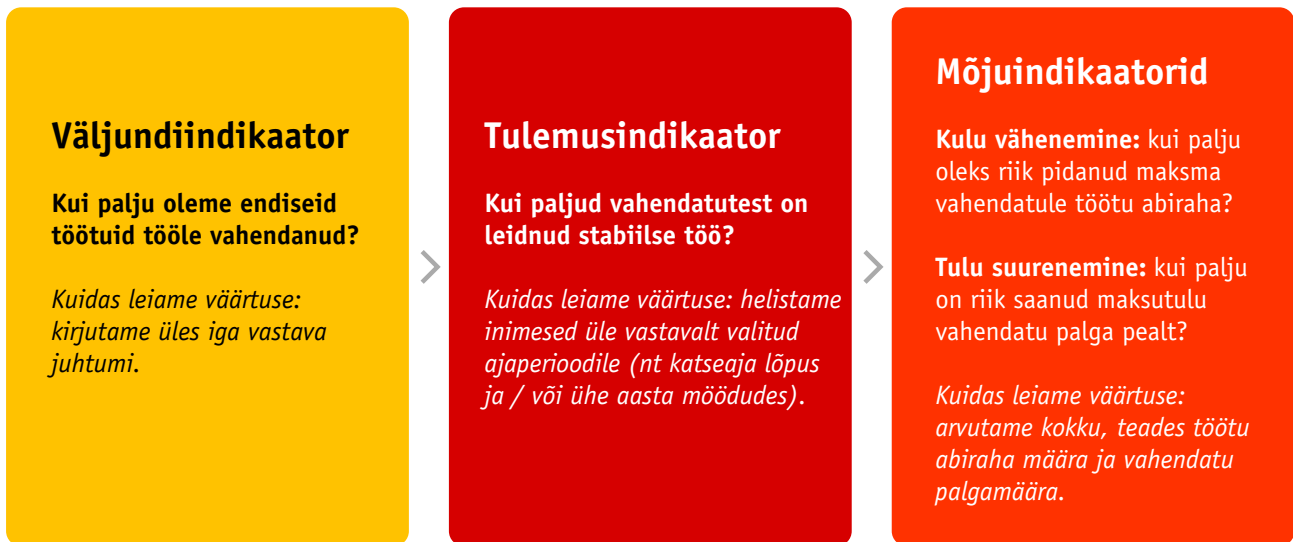 Väljundiindikaator
Kui palju oleme endiseid
töötuid tööle vahendanud?
Kuidas leiame väärtuse:
kirjutame üles iga vastava
juhtumi.
Tulemusindikaator
Kui paljud vahendatutest on
leidnud stabiilse töö?
Kuidas leiame väärtuse: helistame
inimesed üle vastavalt valitud
ajaperioodile (nt katseaja lõpus
ja / või ühe aasta möödudes).
Mõjuindikaatorid
Kulu vähenemine: kui palju
oleks riik pidanud maksma
vahendatule töötu abiraha?
Tulu suurenemine: kui palju
on riik saanud maksutulu
vahendatu palga pealt?
Kuidas leiame väärtuse:
arvutame kokku, teades töötu
abiraha määra ja vahendatu
palgamäära.